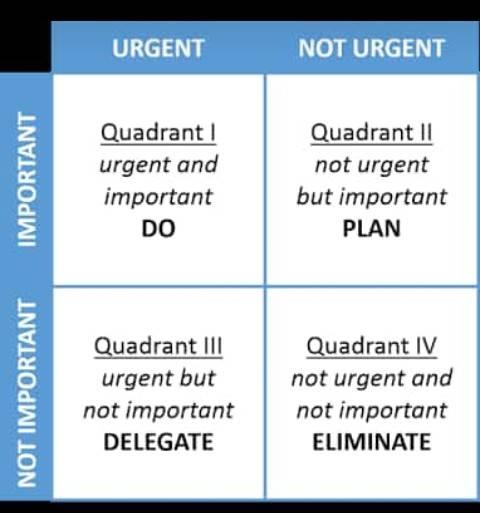 URGENT
NOT URGENT
IMPORTANT
Quadrant I
urgent and
important
DO
Quadrant II
not urgent
but important
PLAN
NOT IMPORTANT
Quadrant III
urgent but
not important
DELEGATE
Quadrant IV
not urgent and
not important
ELIMINATE